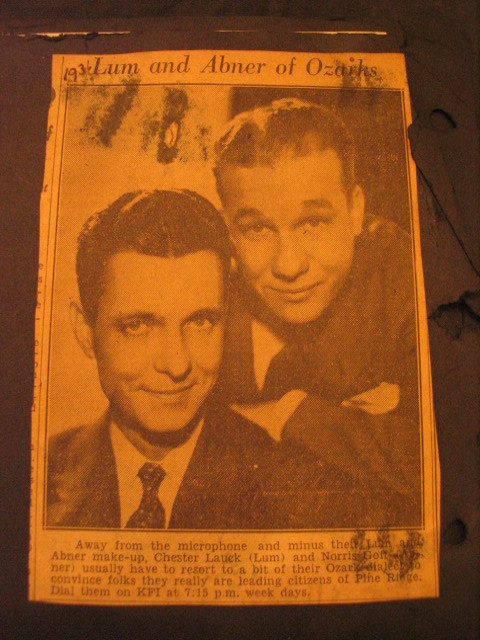 193
Lum and Abner of Ozarks
Away from the microphone and minus their Lum and
Abner make-up, Chester Lauck (Lum) and Norris Goff (Ab-
ner) usually have to resort to a bit of their Ozark dialect to
convince folks they really are leading citizens of Pine Ridge.
Dial them on KFI at 7:15 p.m. week days.